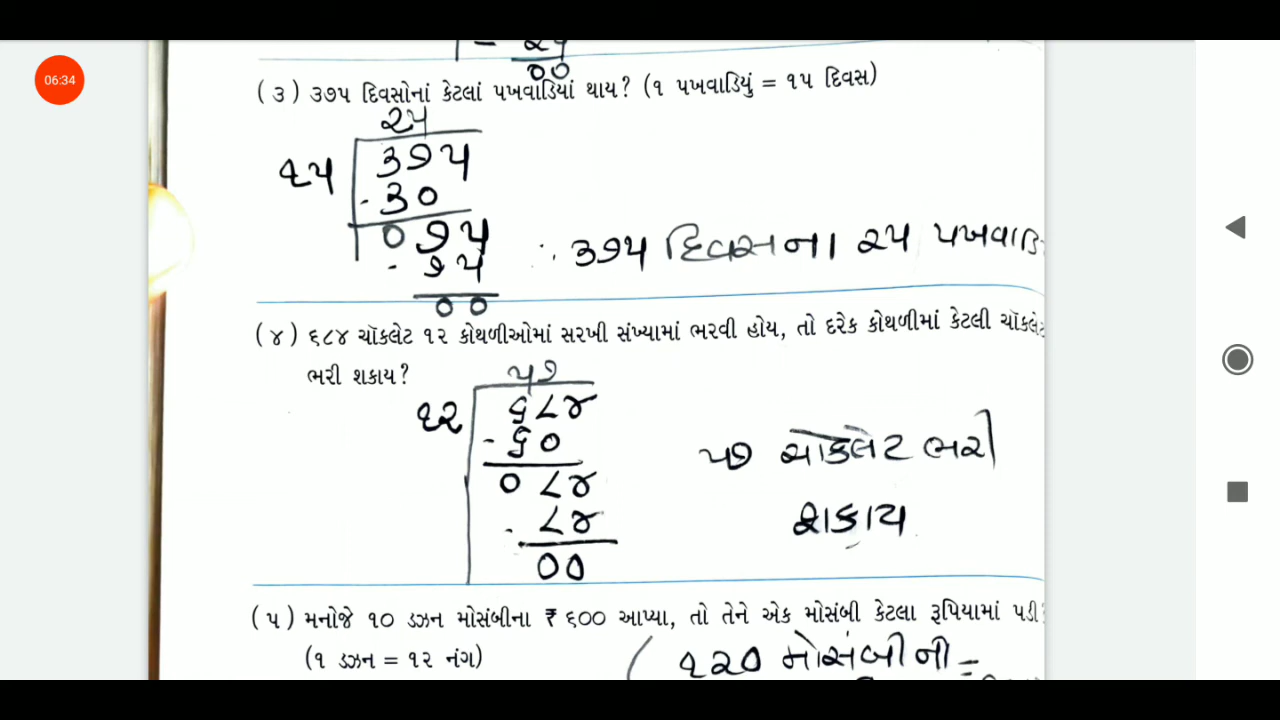 06:34
૦૦
(૩) ૩૭૫ દિવસોનાં કેટલાં પખવાડિયાં થાય? (૧ પખવાડિયું = ૧૫ દિવસ)
૨૫
૧૫ ૩૭૫
- ૩૦
૦૭૫
- ૭૫
૦૦
∴ ૩૭૫ દિવસના ૨૫ પખવાડિ
(૪) ૬૮૪ ચૉકલેટ ૧૨ કોથળીઓમાં સરખી સંખ્યામાં ભરવી હોય, તો દરેક કોથળીમાં કેટલી ચૉકલેટ
ભરી શકાય?
૫૭
૧૨ ૬૮૪
- ૬૦
૦૮૪
- ૮૪
૦૦
૫૭ ચોકલેટ ભરી
શકાય
(૫) મનોજે ૧૦ ડઝન મોસંબીના ₹ ૬૦૦ આપ્યા, તો તેને એક મોસંબી કેટલા રૂપિયામાં પડી?
(૧ ડઝન = ૧૨ નંગ)
( ૧૨૦ મોસંબીની =